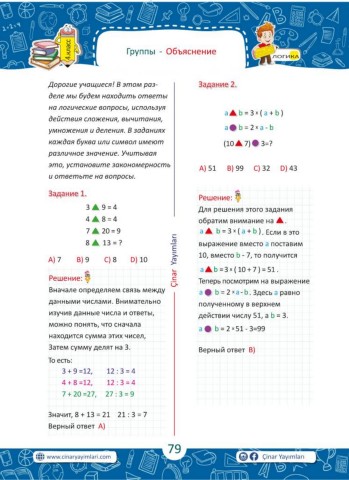 4 КЛАСС
Группы - Объяснение
ЛОГИКА
Дорогие учащиеся! В этом раз-
деле мы будем находить ответы
на логические вопросы, используя
действия сложения, вычитания,
умножения и деления. В заданиях
каждая буква или символ имеют
различное значение. Учитывая
это, установите закономерность
и ответьте на вопросы.
Задание 1.
3 ▲ 9 = 4
4 ▲ 8 = 4
7 ▲ 20 = 9
8 ▲ 13 = ?
A) 7 B) 9 C) 8 D) 10
Решение:
Вначале определяем связь между
данными числами. Внимательно
изучив данные числа и ответы,
можно понять, что сначала
находится сумма этих чисел,
Затем сумму делят на 3.
То есть:
3 + 9 =12, 12 : 3 = 4
4 + 8 =12, 12 : 3 = 4
7 + 20 =27, 27 : 3 = 9
Значит, 8 + 13 = 21 21 : 3 = 7
Верный ответ A)
Çınar Yayımları
Задание 2.
a ▲ b = 3 × ( a + b )
a ● b = 2 × a - b
(10 ▲ 7) ● 3=?
A) 51 B) 99 C) 32 D) 43
Решение:
Для решения этого задания
обратим внимание на ▲ .
a ▲ b = 3 × ( a + b ) . Если в это
выражение вместо a поставим
10, вместо b - 7, то получится
a ▲ b = 3 × ( 10 + 7 ) = 51 .
Теперь посмотрим на выражение
a ● b = 2 × a - b . Здесь a равно
полученному в верхнем
действии числу 51, а b = 3.
a ● b = 2 × 51 - 3=99
Верный ответ B)
79
www.cinaryayimlari.com
Çınar Yayımları